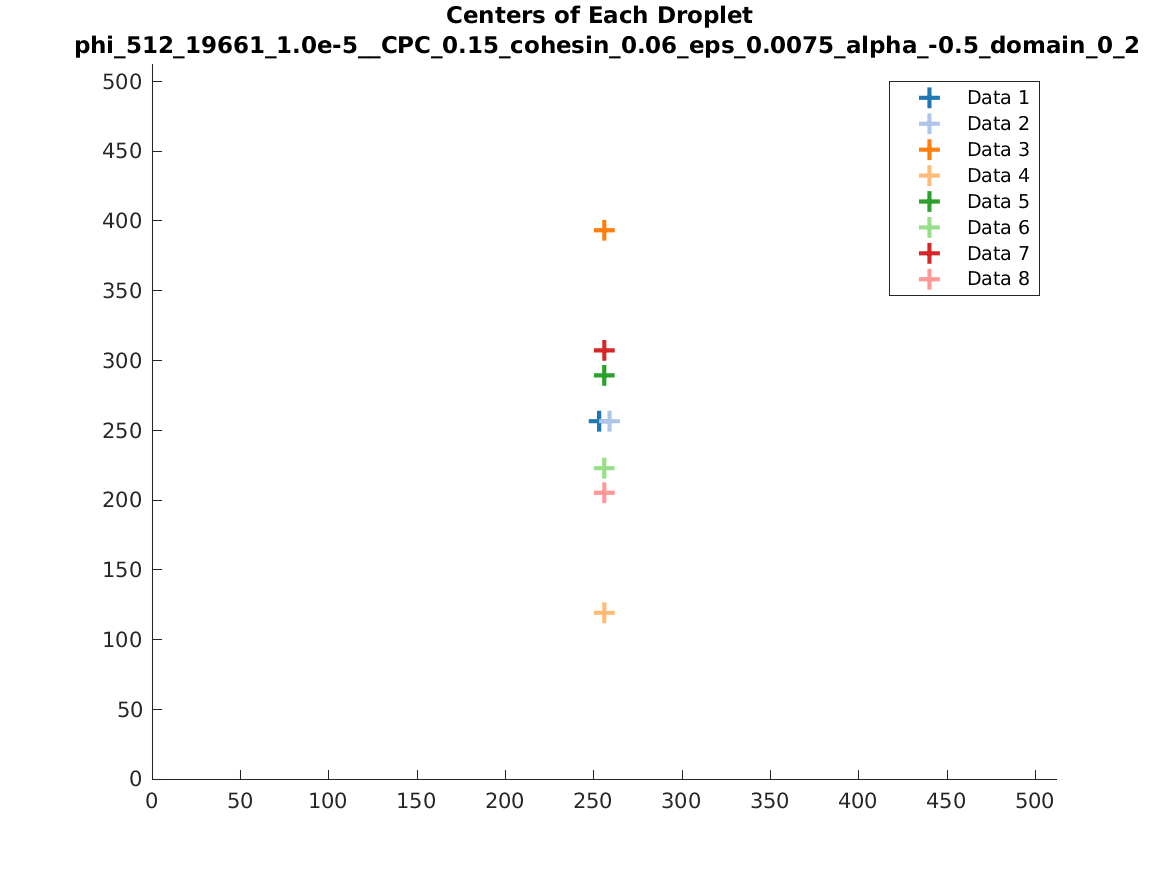 Centers of Each Droplet
phi_512_19661_1.0e-5__CPC_0.15_cohesin_0.06_eps_0.0075_alpha_-0.5_domain_0_2
500
450
400
350
300
250
200
150
100
50
0
0 50 100 150 200 250 300 350 400 450 500
Data 1
Data 2
Data 3
Data 4
Data 5
Data 6
Data 7
Data 8